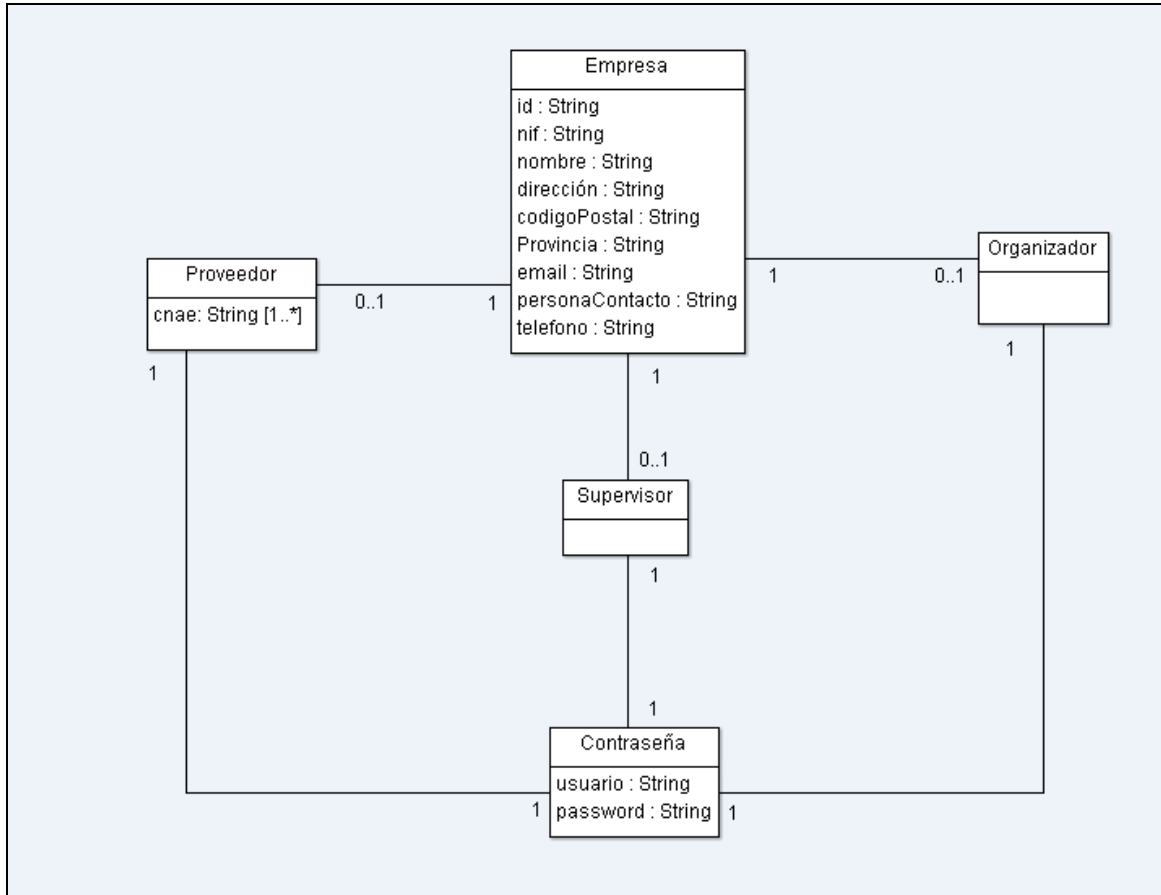 Empresa
id : String
nif : String
nombre : String
dirección : String
codigoPostal : String
Provincia : String
email : String
personaContacto : String
telefono : String
Proveedor
cnae: String [1..*]
0..1
1
1
0..1
Organizador
1
1
1
0..1
Supervisor
1
1
Contraseña
usuario : String
password : String
1
1